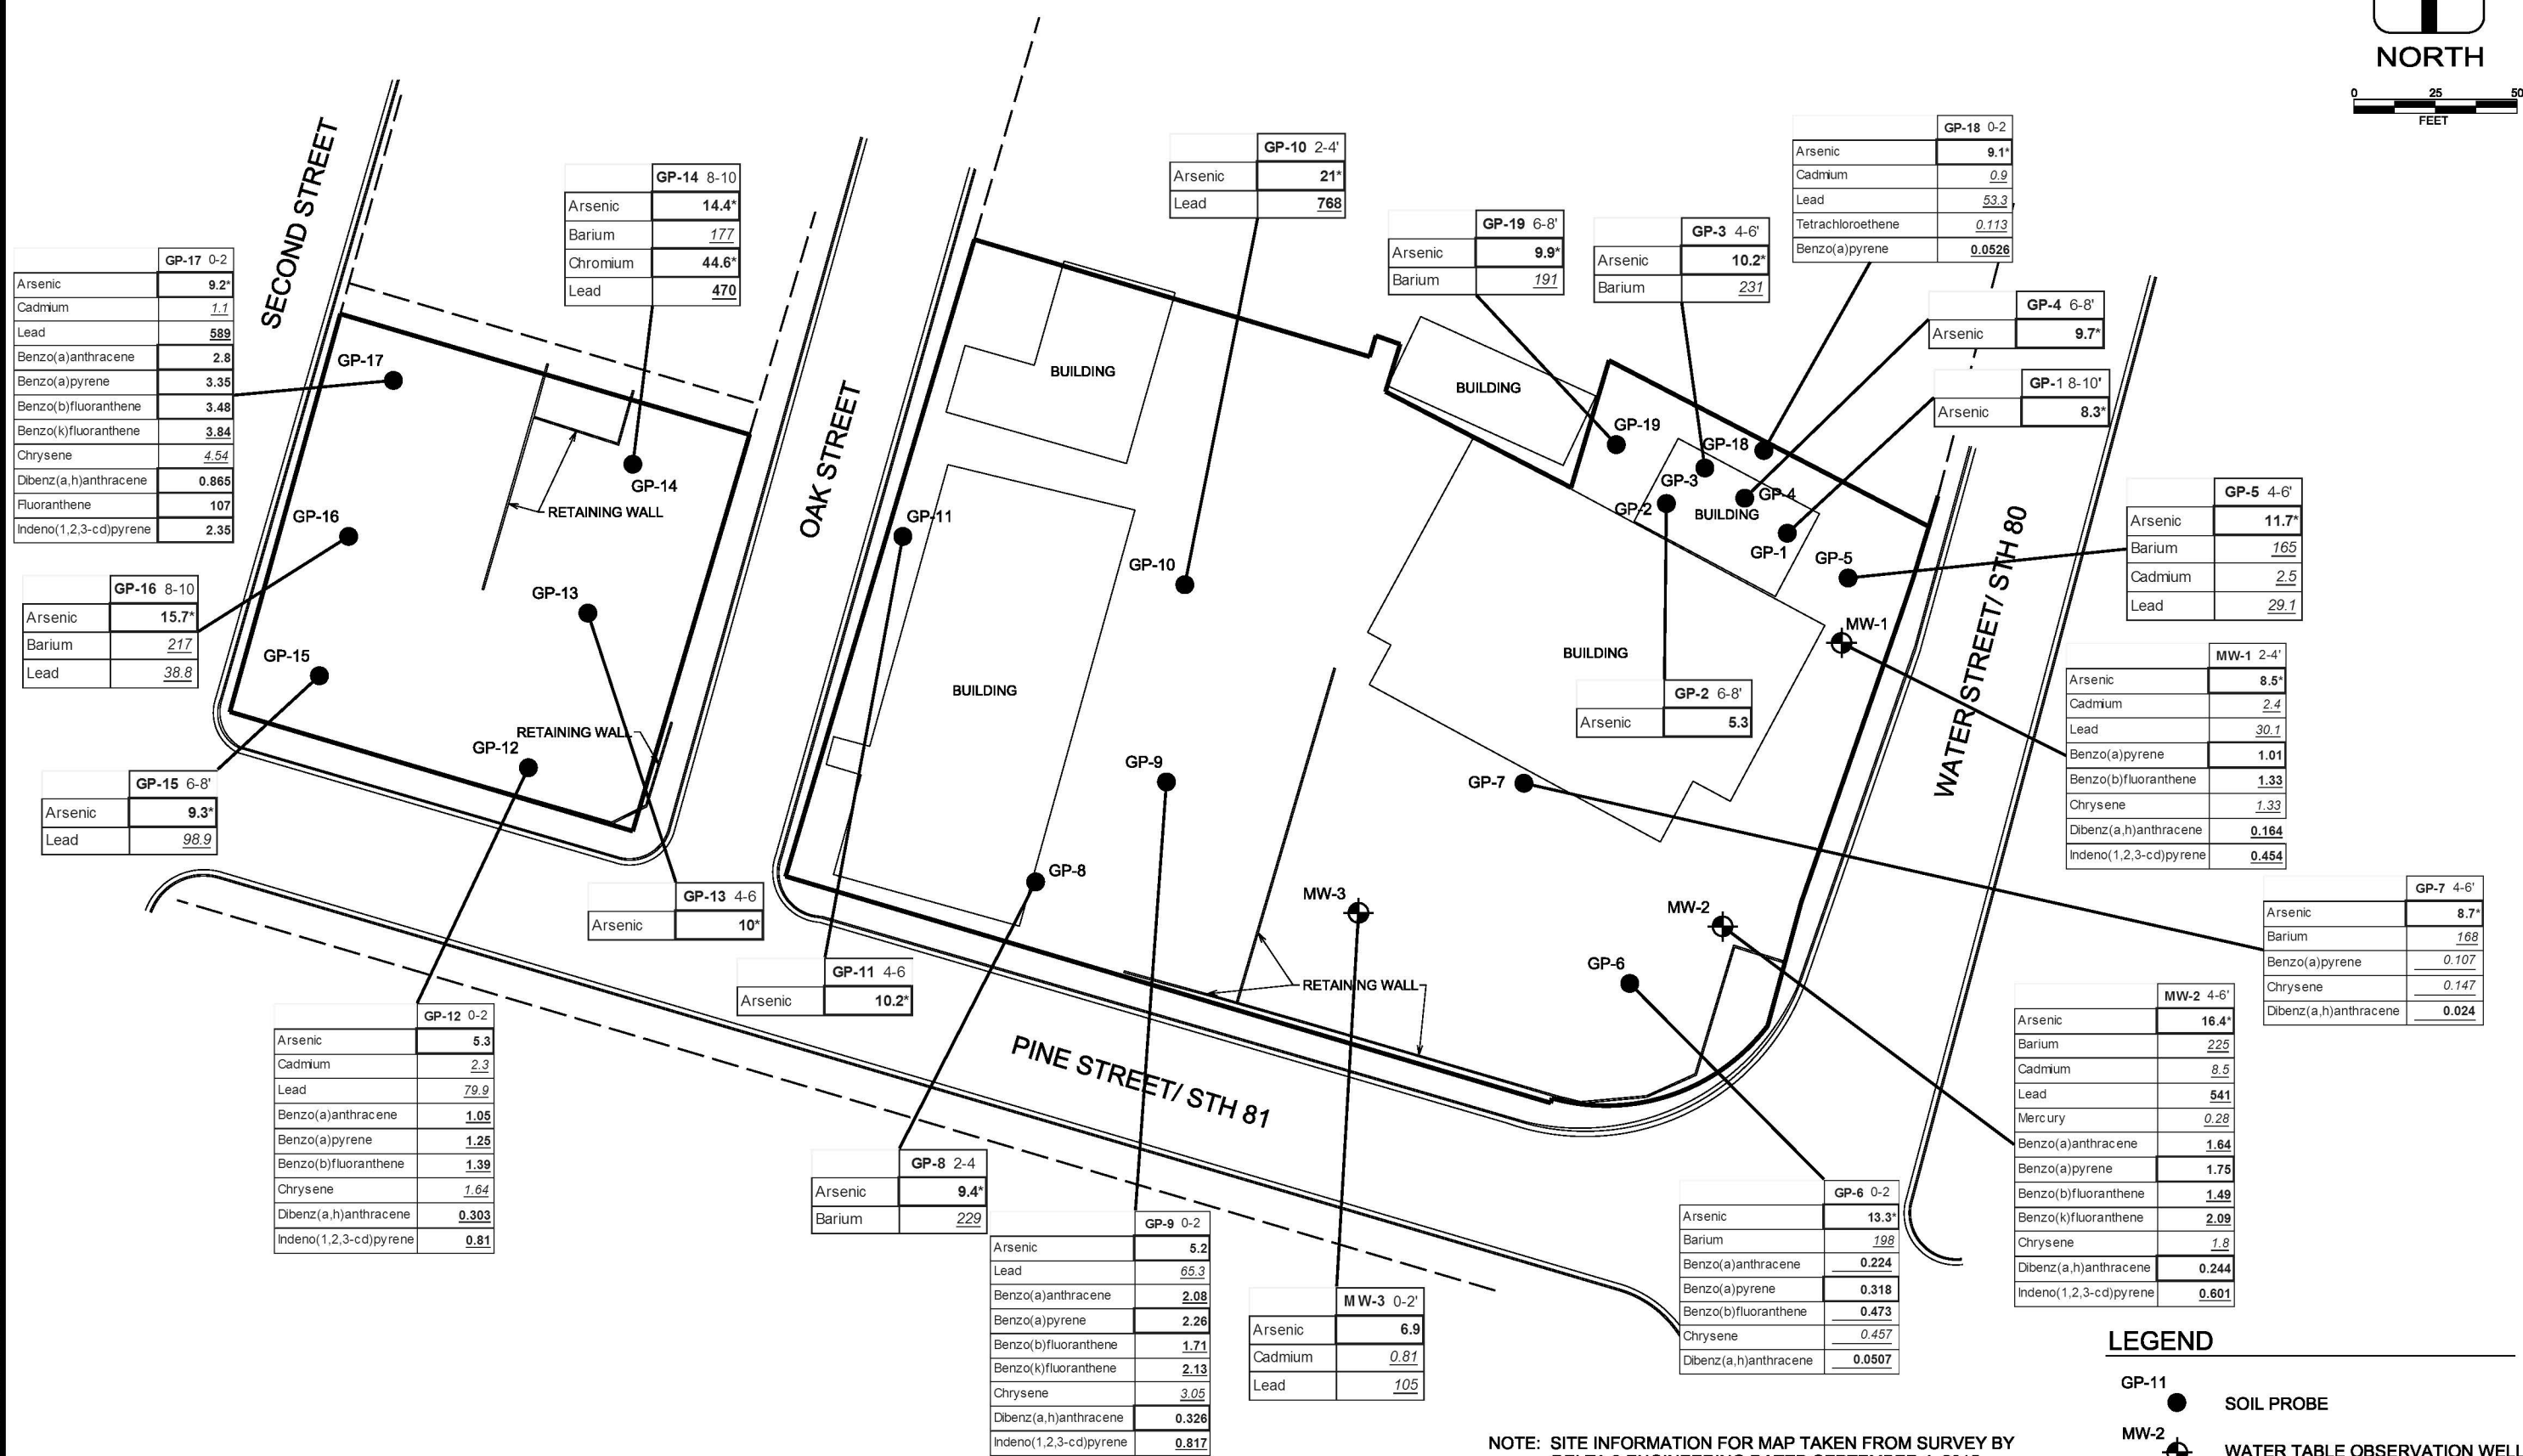 NORTH
0 25 50
FEET
SECOND STREET
OAK STREET
WATER STREET/ STH 80
PINE STREET/ STH 81
GP-17 0-2
Arsenic 9.2*
Cadmium 1.1
Lead 589
Benzo(a)anthracene 2.8
Benzo(a)pyrene 3.35
Benzo(b)fluoranthene 3.48
Benzo(k)fluoranthene 3.84
Chrysene 4.54
Dibenz(a,h)anthracene 0.865
Fluoranthene 107
Indeno(1,2,3-cd)pyrene 2.35
GP-14 8-10
Arsenic 14.4*
Barium 177
Chromium 44.6*
Lead 470
GP-10 2-4'
Arsenic 21*
Lead 768
GP-19 6-8'
Arsenic 9.9*
Barium 191
GP-3 4-6'
Arsenic 10.2*
Barium 231
GP-18 0-2
Arsenic 9.1*
Cadmium 0.9
Lead 53.3
Tetrachloroethene 0.113
Benzo(a)pyrene 0.0526
GP-4 6-8'
Arsenic 9.7*
GP-1 8-10'
Arsenic 8.3*
GP-5 4-6'
Arsenic 11.7*
Barium 165
Cadmium 2.5
Lead 29.1
GP-16 8-10
Arsenic 15.7*
Barium 217
Lead 38.8
GP-15 6-8'
Arsenic 9.3*
Lead 98.9
GP-2 6-8'
Arsenic 5.3
MW-1 2-4'
Arsenic 8.5*
Cadmium 2.4
Lead 30.1
Benzo(a)pyrene 1.01
Benzo(b)fluoranthene 1.33
Chrysene 1.33
Dibenz(a,h)anthracene 0.164
Indeno(1,2,3-cd)pyrene 0.454
GP-7 4-6'
Arsenic 8.7*
Barium 168
Benzo(a)pyrene 0.107
Chrysene 0.147
Dibenz(a,h)anthracene 0.024
GP-13 4-6
Arsenic 10*
GP-11 4-6
Arsenic 10.2*
GP-12 0-2
Arsenic 5.3
Cadmium 2.3
Lead 79.9
Benzo(a)anthracene 1.05
Benzo(a)pyrene 1.25
Benzo(b)fluoranthene 1.39
Chrysene 1.64
Dibenz(a,h)anthracene 0.303
Indeno(1,2,3-cd)pyrene 0.81
GP-8 2-4
Arsenic 9.4*
Barium 229
GP-9 0-2
Arsenic 5.2
Lead 65.3
Benzo(a)anthracene 2.08
Benzo(a)pyrene 2.26
Benzo(b)fluoranthene 1.71
Benzo(k)fluoranthene 2.13
Chrysene 3.05
Dibenz(a,h)anthracene 0.326
Indeno(1,2,3-cd)pyrene 0.817
MW-3 0-2'
Arsenic 6.9
Cadmium 0.81
Lead 105
GP-6 0-2
Arsenic 13.3*
Barium 198
Benzo(a)anthracene 0.224
Benzo(a)pyrene 0.318
Benzo(b)fluoranthene 0.473
Chrysene 0.457
Dibenz(a,h)anthracene 0.0507
MW-2 4-6'
Arsenic 16.4*
Barium 225
Cadmium 8.5
Lead 541
Mercury 0.28
Benzo(a)anthracene 1.64
Benzo(a)pyrene 1.75
Benzo(b)fluoranthene 1.49
Benzo(k)fluoranthene 2.09
Chrysene 1.8
Dibenz(a,h)anthracene 0.244
Indeno(1,2,3-cd)pyrene 0.601
GP-17
GP-14
RETAINING WALL
GP-16
GP-13
GP-15
GP-12
RETAINING WALL
BUILDING
GP-11
GP-10
BUILDING
GP-9
GP-8
BUILDING
GP-19
GP-18
GP-3
GP-4
GP-2
BUILDING
GP-1
GP-5
MW-1
BUILDING
GP-7
MW-3
MW-2
GP-6
RETAINING WALL
LEGEND
GP-11
SOIL PROBE
MW-2
WATER TABLE OBSERVATION WELL
NOTE: SITE INFORMATION FOR MAP TAKEN FROM SURVEY BY